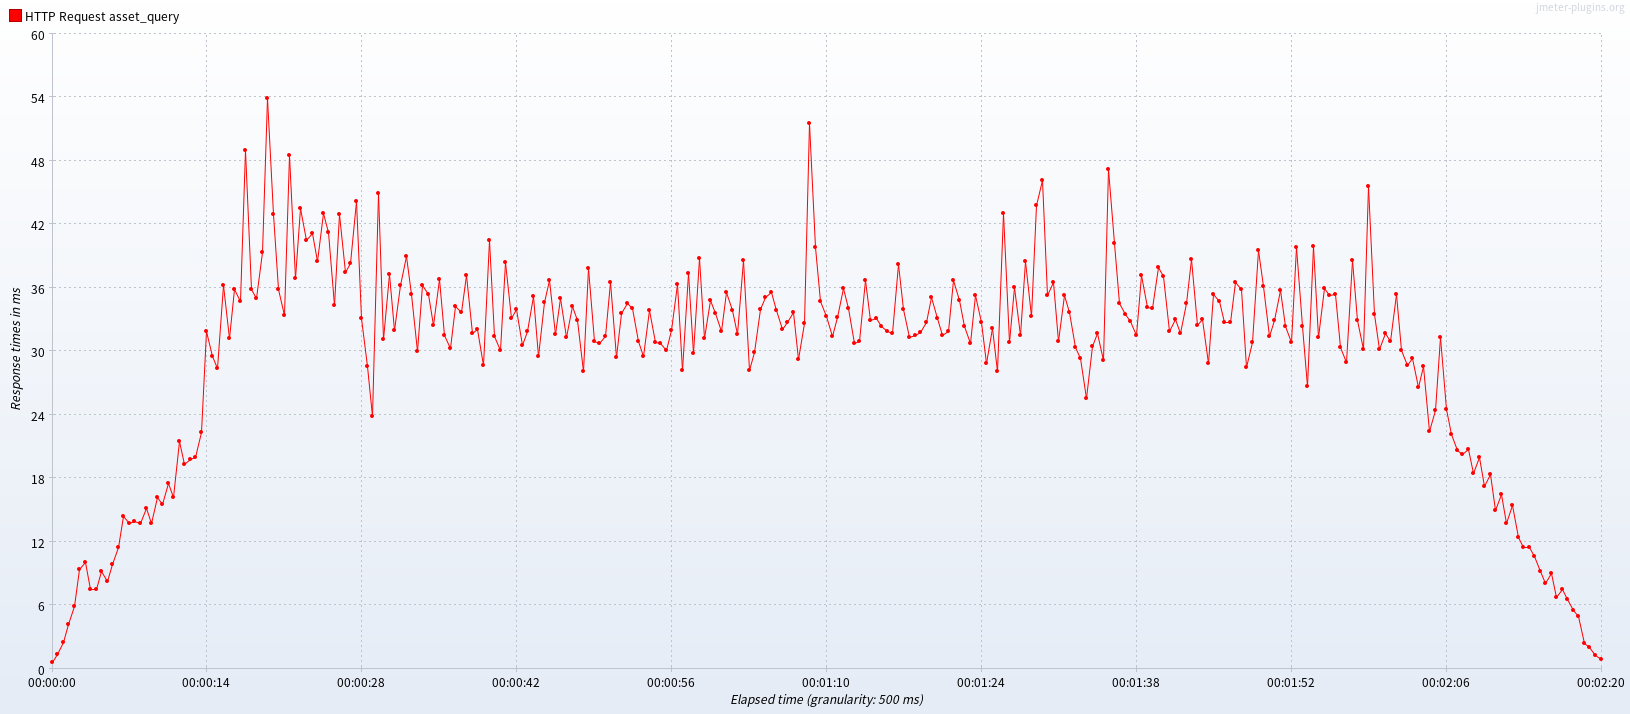 HTTP Request asset_query
jmeter-plugins.org
60
54
48
42
36
30
24
18
12
6
0
Response times in ms
00:00:00 00:00:14 00:00:28 00:00:42 00:00:56 00:01:10 00:01:24 00:01:38 00:01:52 00:02:06 00:02:20
Elapsed time (granularity: 500 ms)